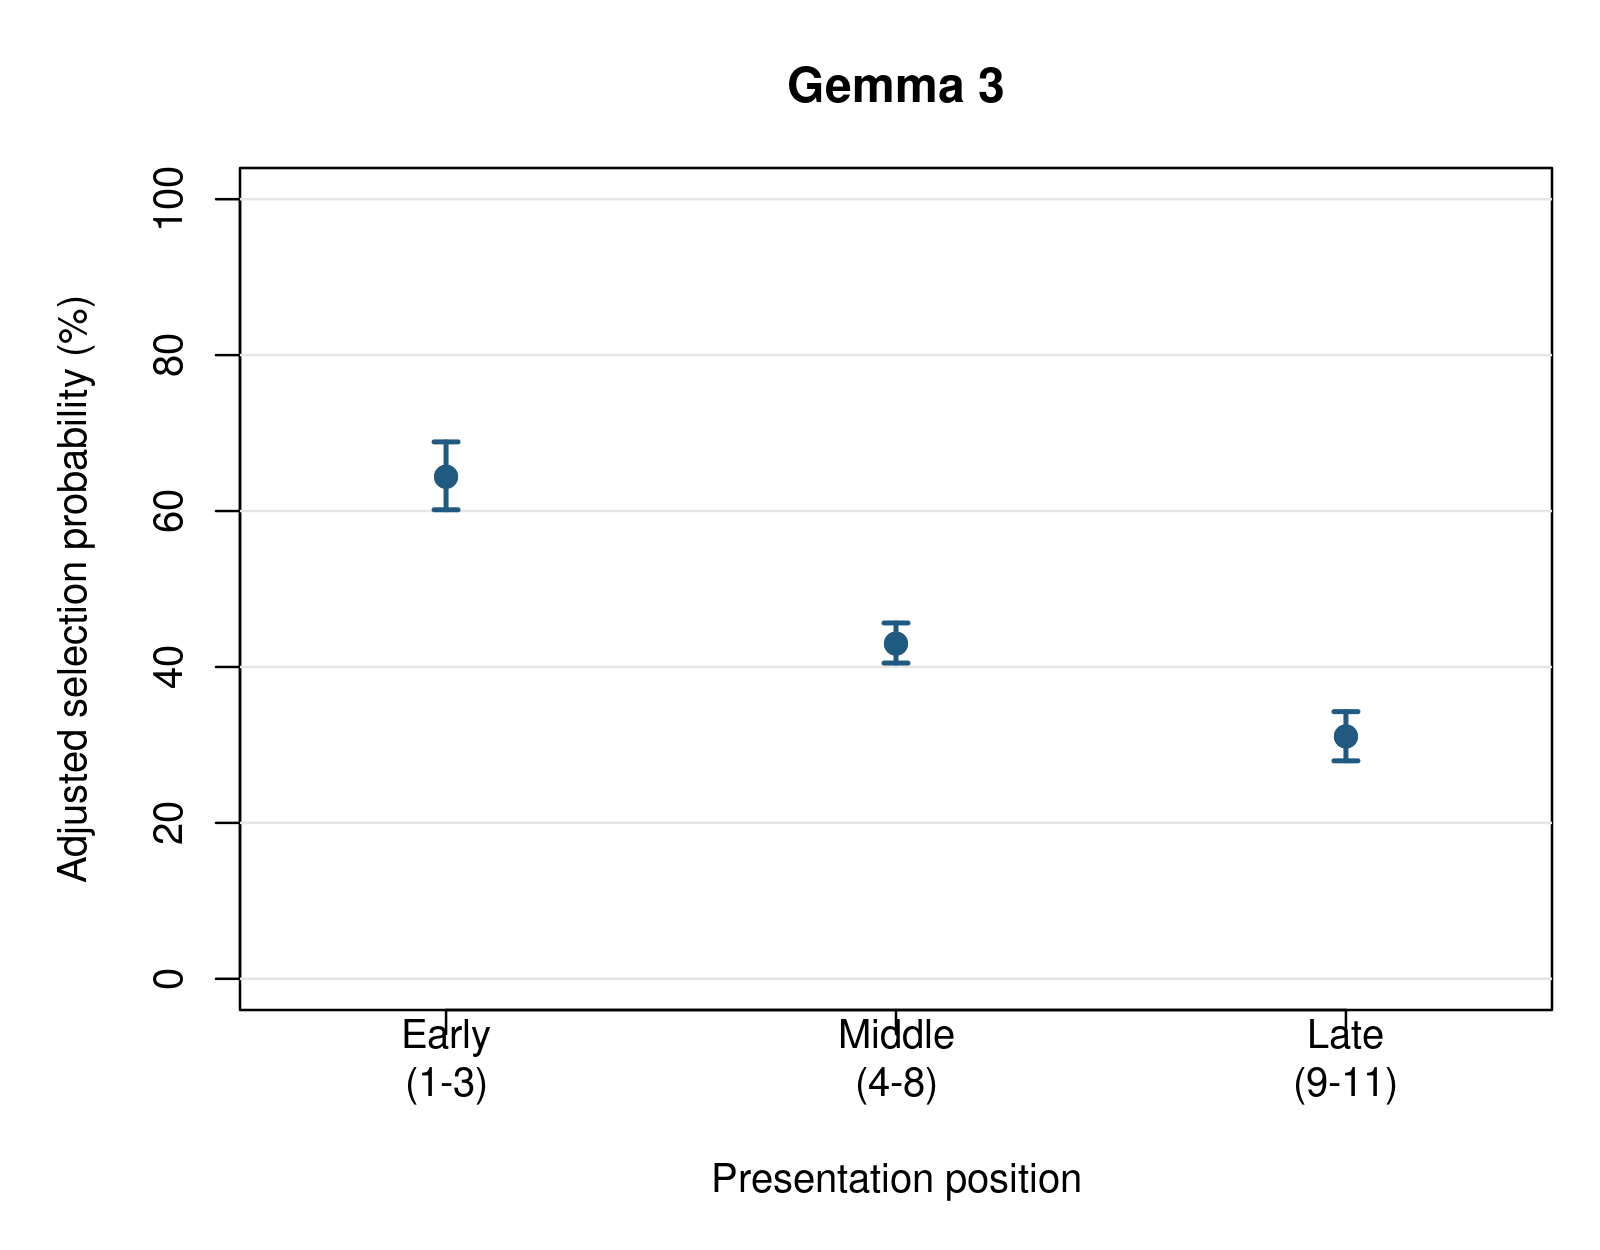 Gemma 3
Adjusted selection probability (%)
100
80
60
40
20
0
Early
(1-3)
Middle
(4-8)
Late
(9-11)
Presentation position